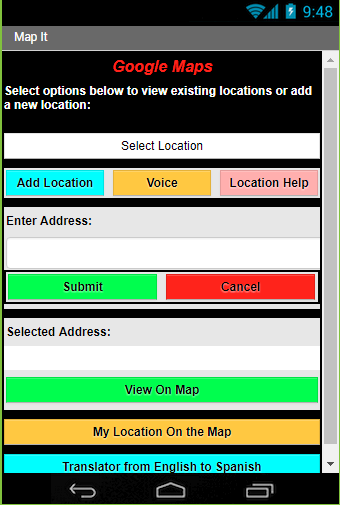 9:48
Map It
Google Maps
Select options below to view existing locations or add
a new location:
Select Location
Add Location
Voice
Location Help
Enter Address:
Submit
Cancel
Selected Address:
View On Map
My Location On the Map
Translator from English to Spanish